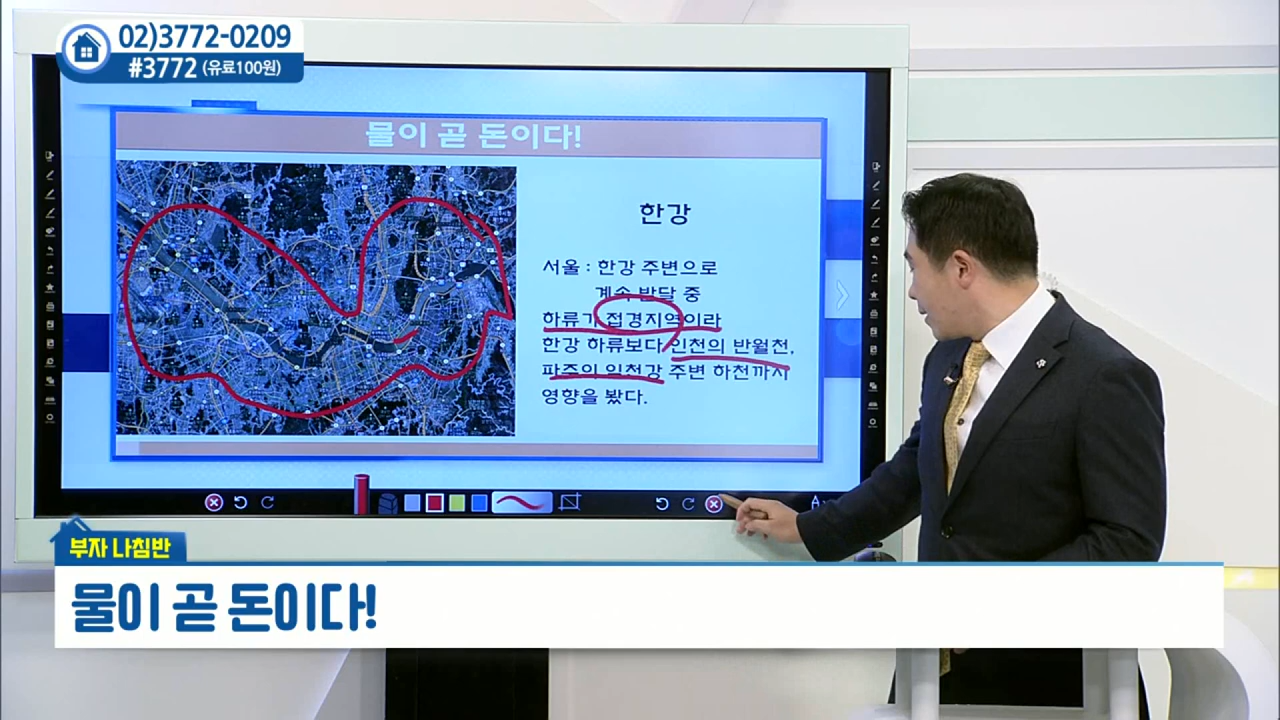 02)3772-0209
#3772 (유료100원)
물이 곧 돈이다!
한강
서울 : 한강 주변으로
계속 발달 중
하류가 접경지역이라
한강 하류보다 인천의 반월천,
파주의 임천강 주변 하천까지
영향을 봤다.
부자 나침반
물이 곧 돈이다!